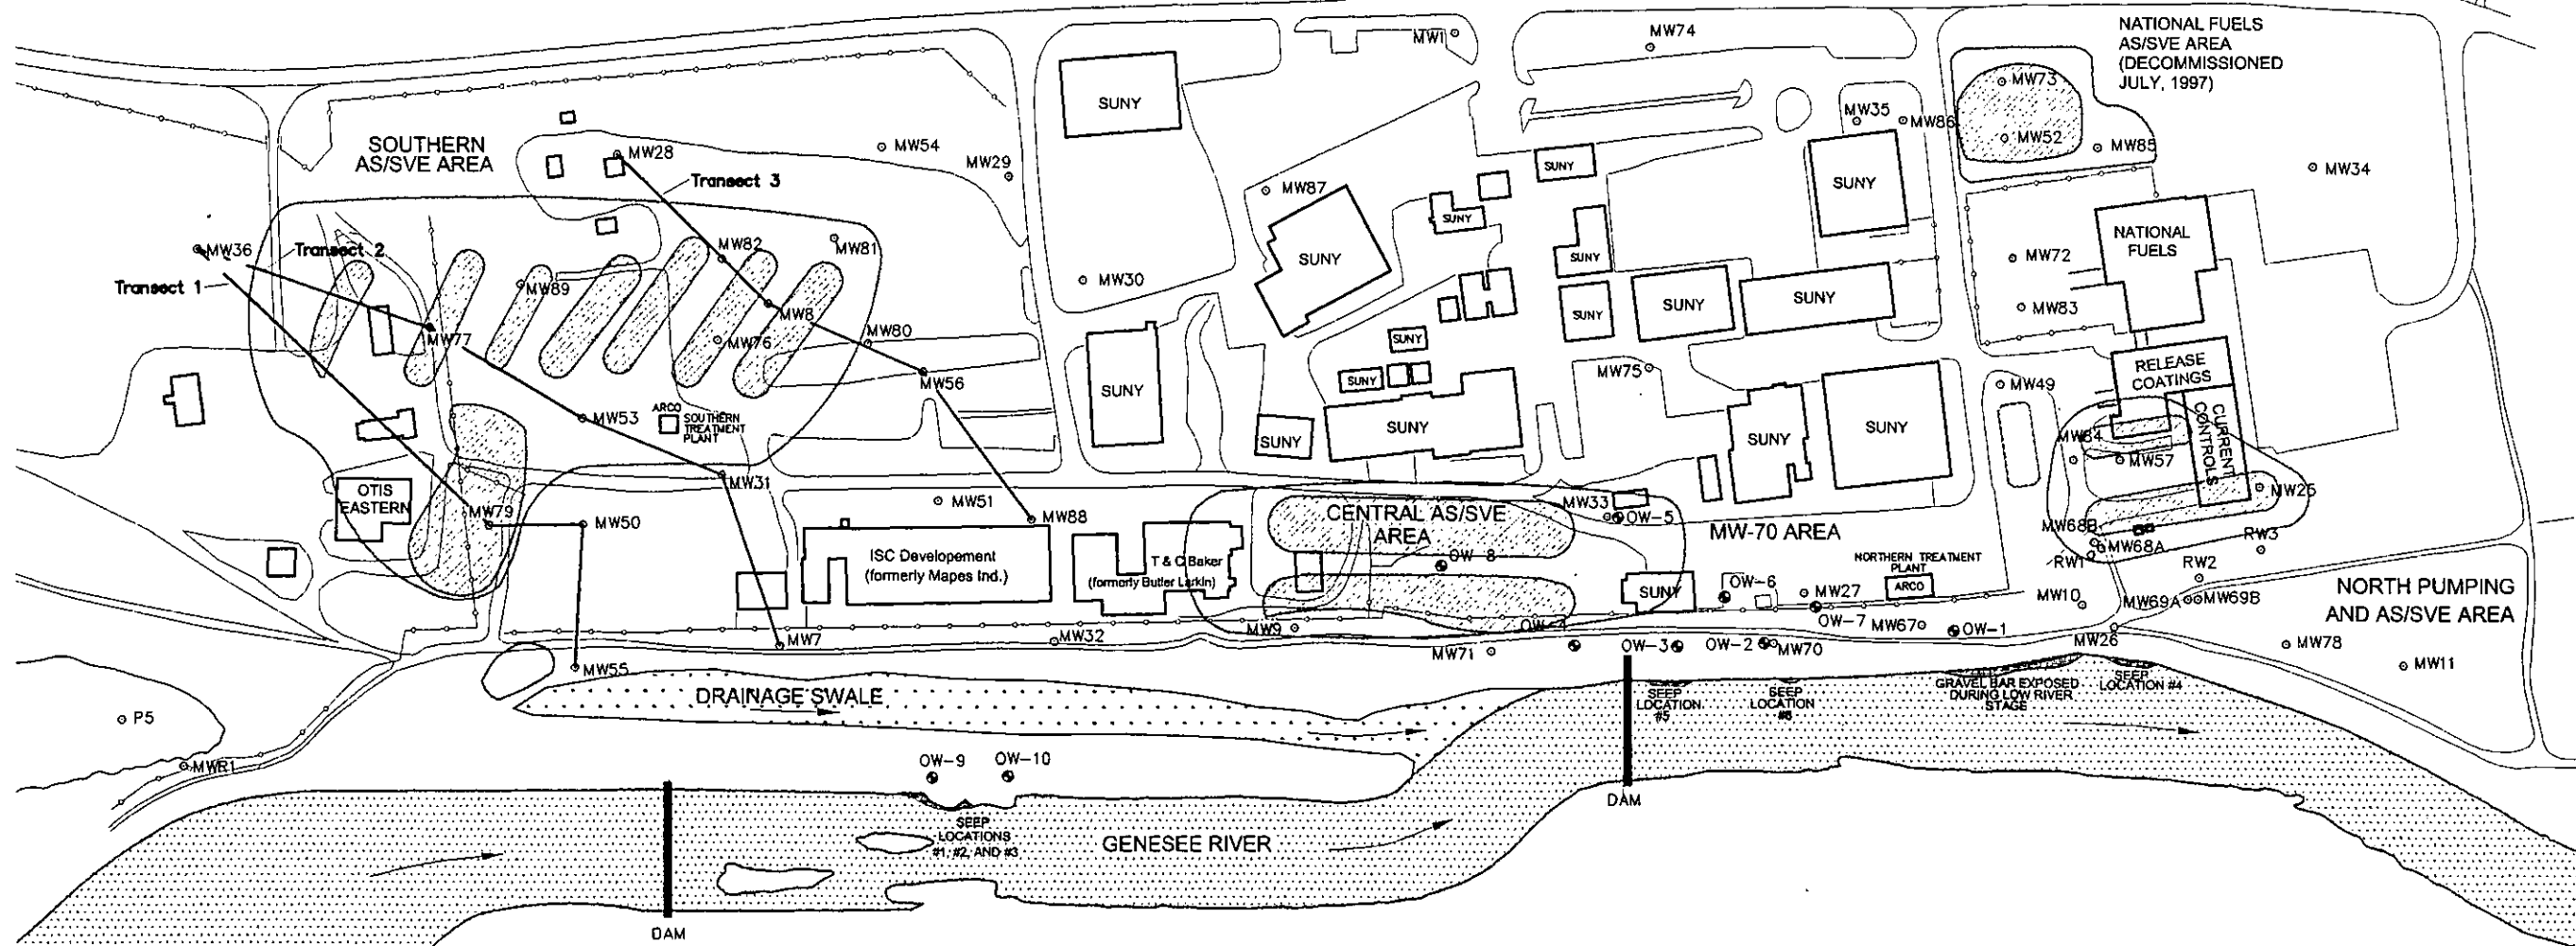 NATIONAL FUELS
AS/SVE AREA
(DECOMMISSIONED
JULY, 1997)
MW1
MW74
MW73
MW52
MW85
MW34
MW35
MW86
SUNY
SOUTHERN
AS/SVE AREA
MW28
MW54
MW29
Transect 3
MW87
SUNY
SUNY
SUNY
SUNY
MW36
Transect 2
Transect 1
MW82
MW81
MW89
MW8
MW30
SUNY
SUNY
NATIONAL
FUELS
MW72
MW83
MW77
MW76
MW80
MW56
SUNY
SUNY
SUNY
SUNY
RELEASE
COATINGS
CURRENT
CONTROLS
MW75
MW49
SUNY
SUNY
MW53
ARCO
SOUTHERN
TREATMENT
PLANT
SUNY
SUNY
SUNY
SUNY
MW84
MW57
MW25
MW31
OTIS
EASTERN
MW79
MW50
MW51
MW88
CENTRAL AS/SVE
AREA
MW33
OW-5
MW-70 AREA
MW68B
MW68A
RW1
RW2
RW3
ISC Developement
(formerly Mapes Ind.)
T & C Baker
(formerly Butler Larkin)
OW-8
NORTHERN TREATMENT
PLANT
ARCO
SUNY
OW-6
MW27
OW-7
MW67
OW-1
MW10
MW69A
MW69B
NORTH PUMPING
AND AS/SVE AREA
MW7
MW32
MW9
OW-4
MW71
OW-3
OW-2
MW70
MW26
MW78
MW11
MW55
DRAINAGE SWALE
SEEP
LOCATION
#5
SEEP
LOCATION
#6
GRAVEL BAR EXPOSED
DURING LOW RIVER
STAGE
SEEP
LOCATION #4
P5
MWR1
OW-9
OW-10
DAM
SEEP
LOCATIONS
#1, #2, AND #3
GENESEE RIVER
DAM